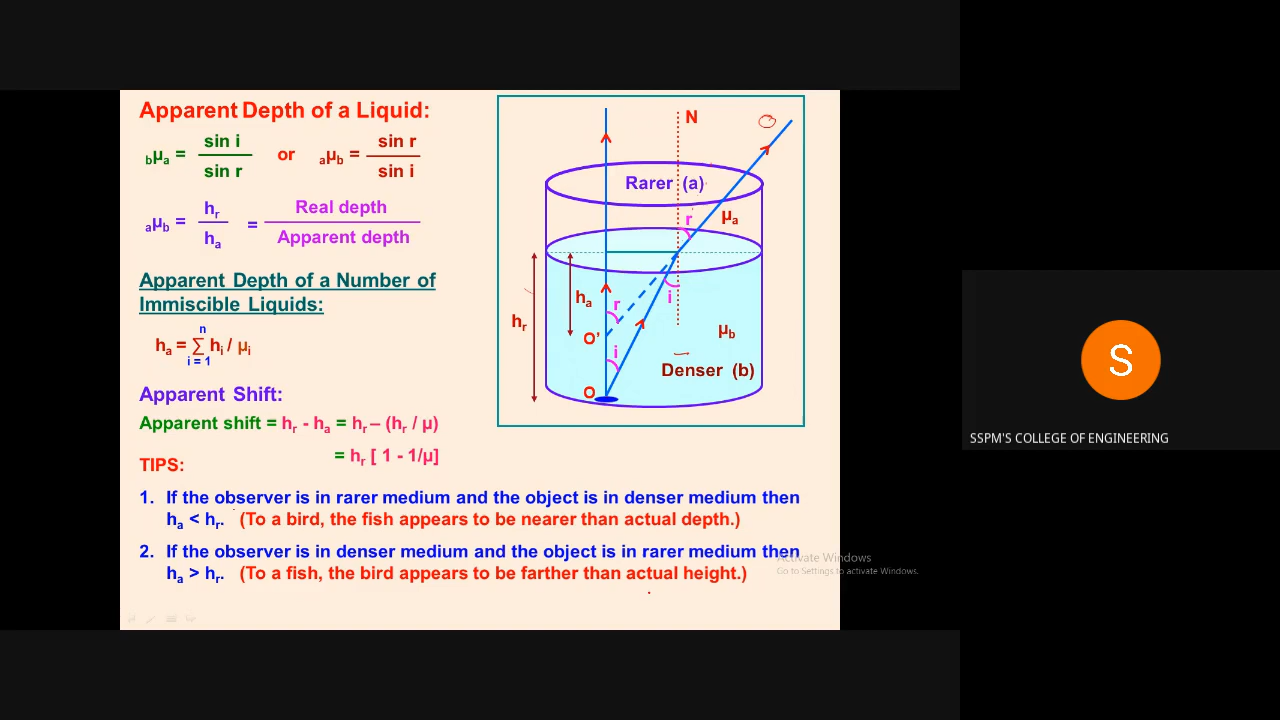 Apparent Depth of a Liquid:
bμa = sin i / sin r or aμb = sin r / sin i
aμb = hr / ha = Real depth / Apparent depth
Apparent Depth of a Number of
Immiscible Liquids:
n
ha = ∑ hi / μi
i = 1
Apparent Shift:
Apparent shift = hr - ha = hr – (hr / μ)
= hr [ 1 - 1/μ]
TIPS:
1. If the observer is in rarer medium and the object is in denser medium then
ha < hr. (To a bird, the fish appears to be nearer than actual depth.)
2. If the observer is in denser medium and the object is in rarer medium then
ha > hr. (To a fish, the bird appears to be farther than actual height.)
N
Rarer (a)
r
μa
ha
r
i
hr
O’
μb
i
Denser (b)
O
Activate Windows
Go to Settings to activate Windows.
S
SSPM'S COLLEGE OF ENGINEERING